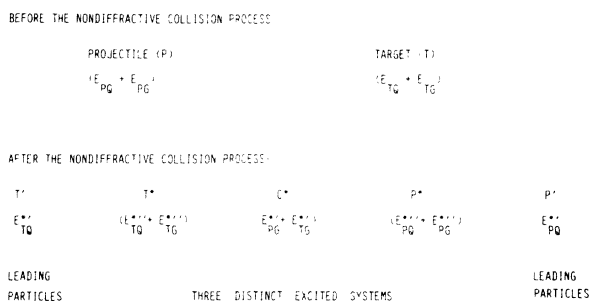 BEFORE THE NONDIFFRACTIVE COLLISION PROCESS
PROJECTILE (P) TARGET (T)
(E_PQ + E_PG) (E_TQ + E_TG)
AFTER THE NONDIFFRACTIVE COLLISION PROCESS:
T' T* C* P* P'
E*'_TQ (E*''_TQ + E*''_TG) E*'_PG + E*'_TG) (E*''_PQ + E*''_PG) E*'_PQ
LEADING LEADING
PARTICLES THREE DISTINCT EXCITED SYSTEMS PARTICLES